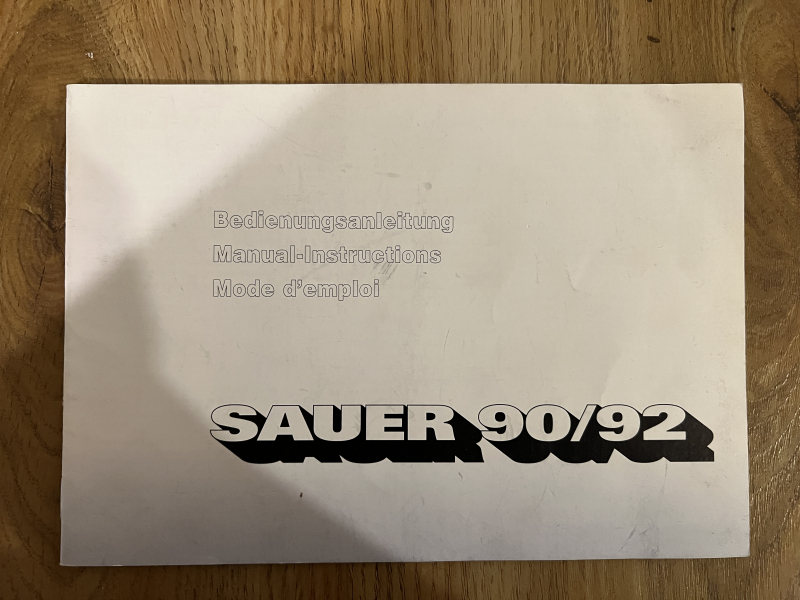 Bedienungsanleitung
Manual-Instructions
Mode d'emploi
SAUER 90/92